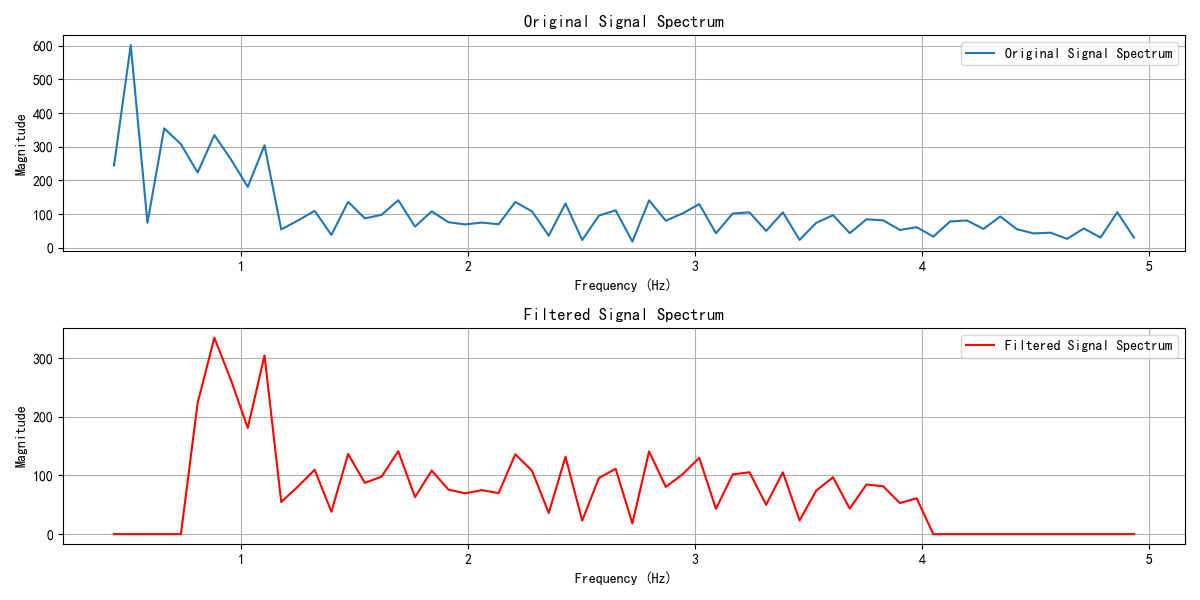 Original Signal Spectrum
Original Signal Spectrum
Magnitude
600
500
400
300
200
100
0
1
2
3
4
5
Frequency (Hz)
Filtered Signal Spectrum
Filtered Signal Spectrum
Magnitude
300
200
100
0
1
2
3
4
5
Frequency (Hz)